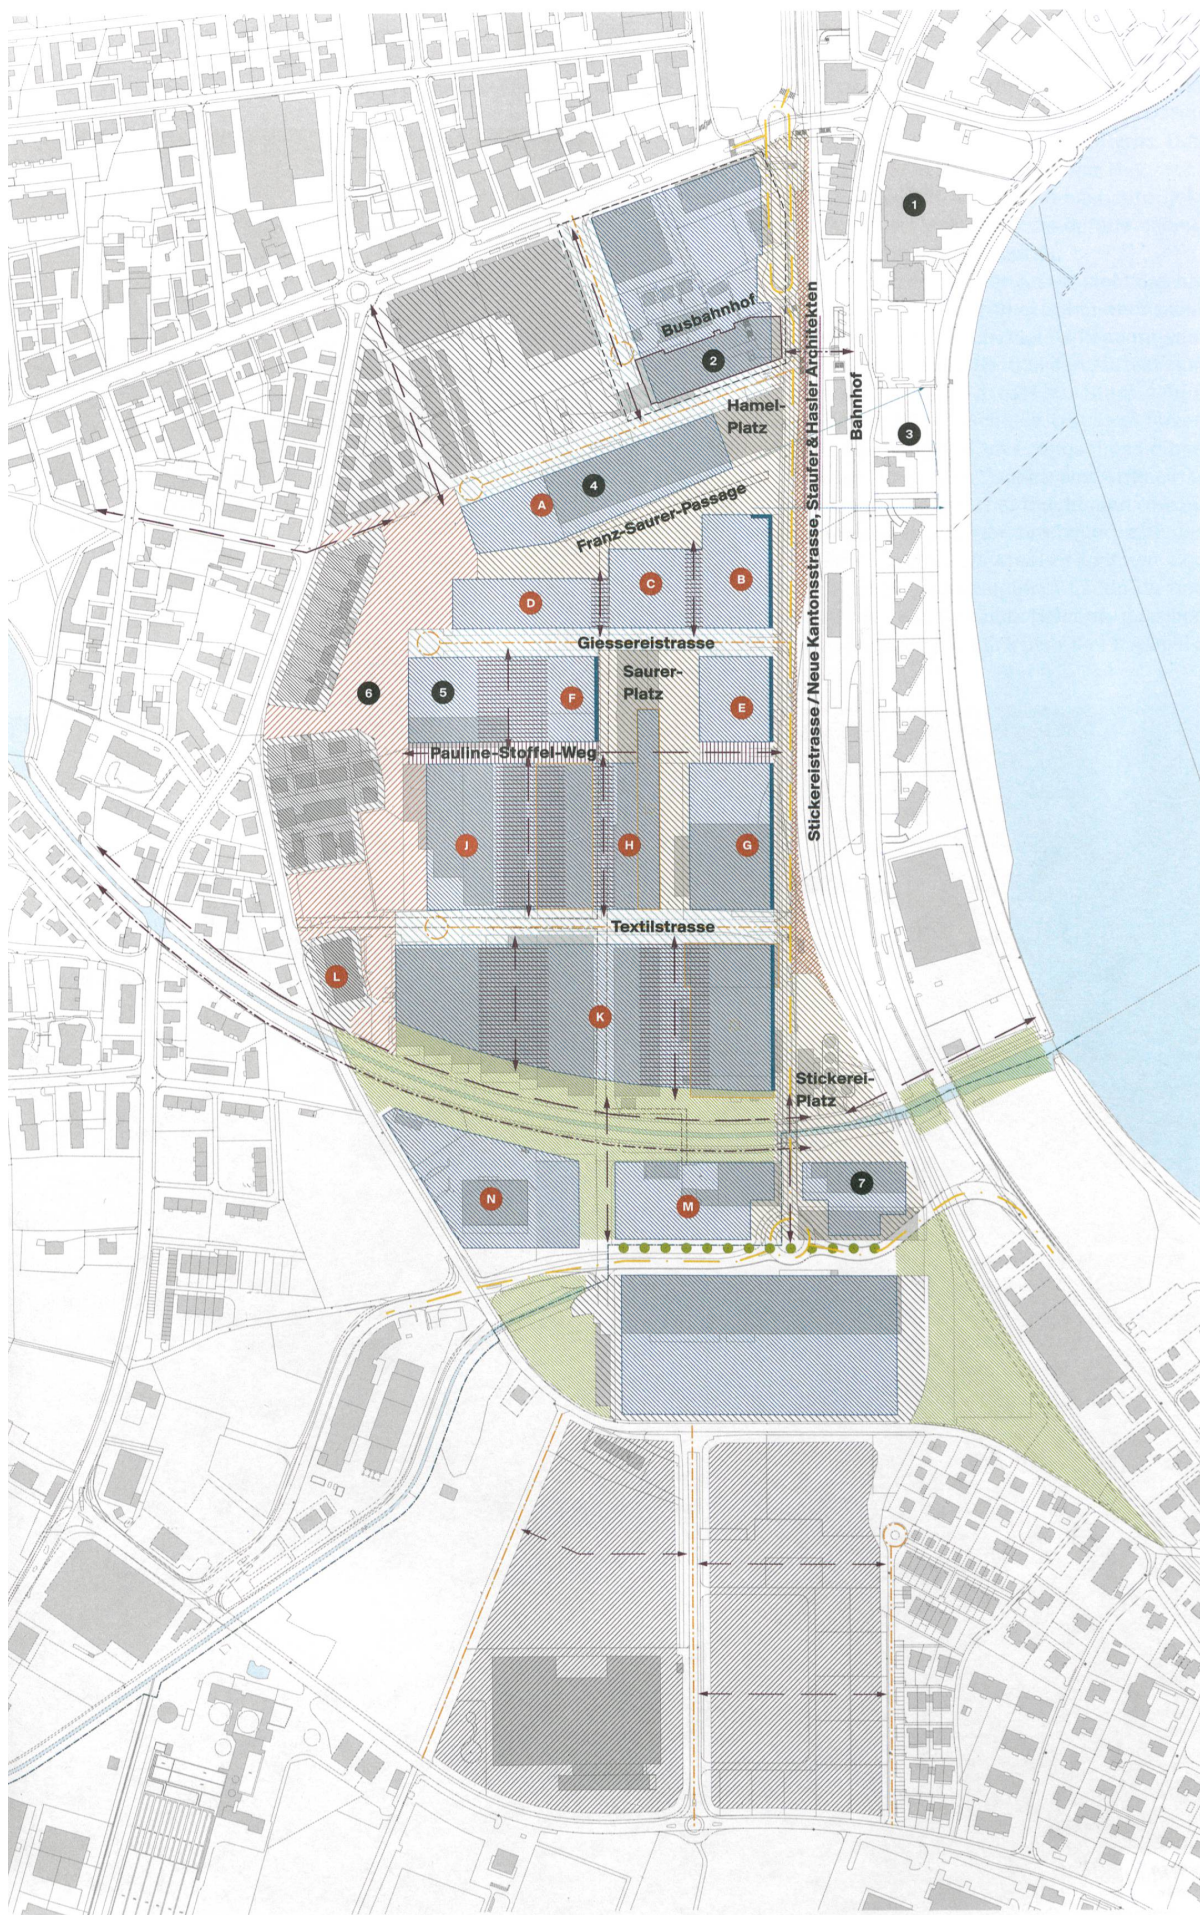 1
Busbahnhof
2
Hamel-
Platz
Bahnhof
3
Stickereistrasse / Neue Kantonsstrasse, Staufer & Hasler Architekten
4
A
Franz-Saurer-Passage
B
C
D
Giessereistrasse
Saurer-
Platz
6
5
F
E
Pauline-Stoffel-Weg
J
H
G
Textilstrasse
L
K
Stickerei-
Platz
7
N
M